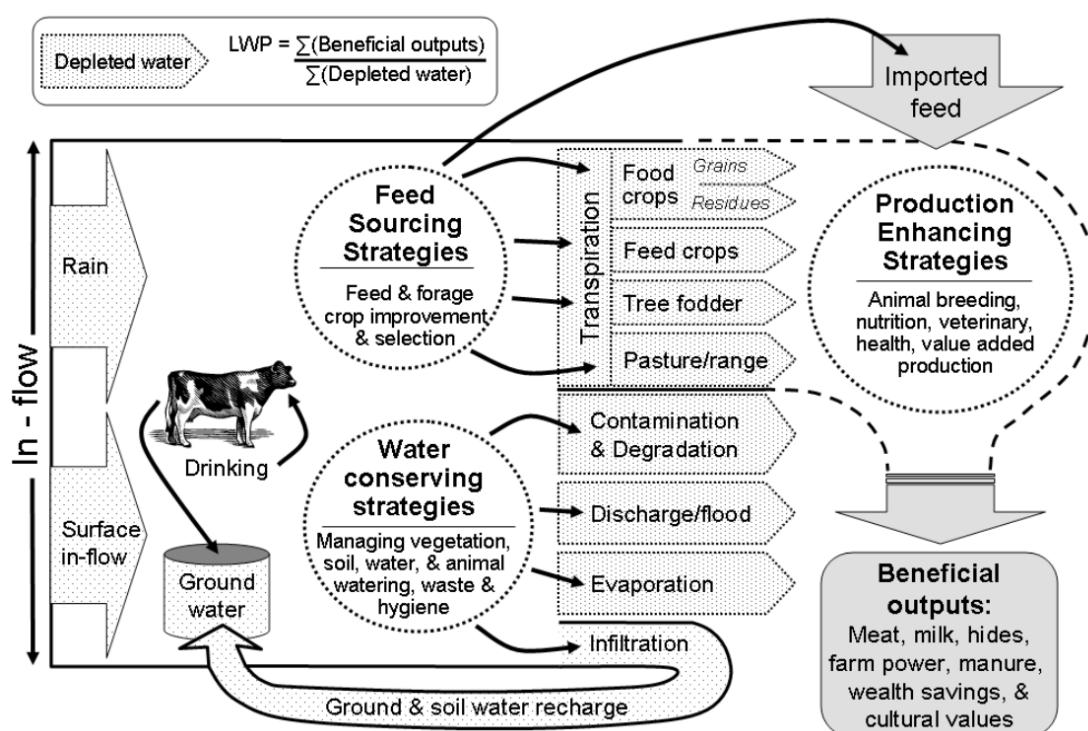 Depleted water
LWP = ∑(Beneficial outputs)
∑(Depleted water)
Imported
feed
In - flow
Rain
Surface
in-flow
Drinking
Ground
water
Feed
Sourcing
Strategies
Feed & forage
crop improvement
& selection
Water
conserving
strategies
Managing vegetation,
soil, water, & animal
watering, waste &
hygiene
Transpiration
Food
crops
Grains
Residues
Feed crops
Tree fodder
Pasture/range
Contamination
& Degradation
Discharge/flood
Evaporation
Infiltration
Ground & soil water recharge
Production
Enhancing
Strategies
Animal breeding,
nutrition, veterinary,
health, value added
production
Beneficial
outputs:
Meat, milk, hides,
farm power, manure,
wealth savings, &
cultural values